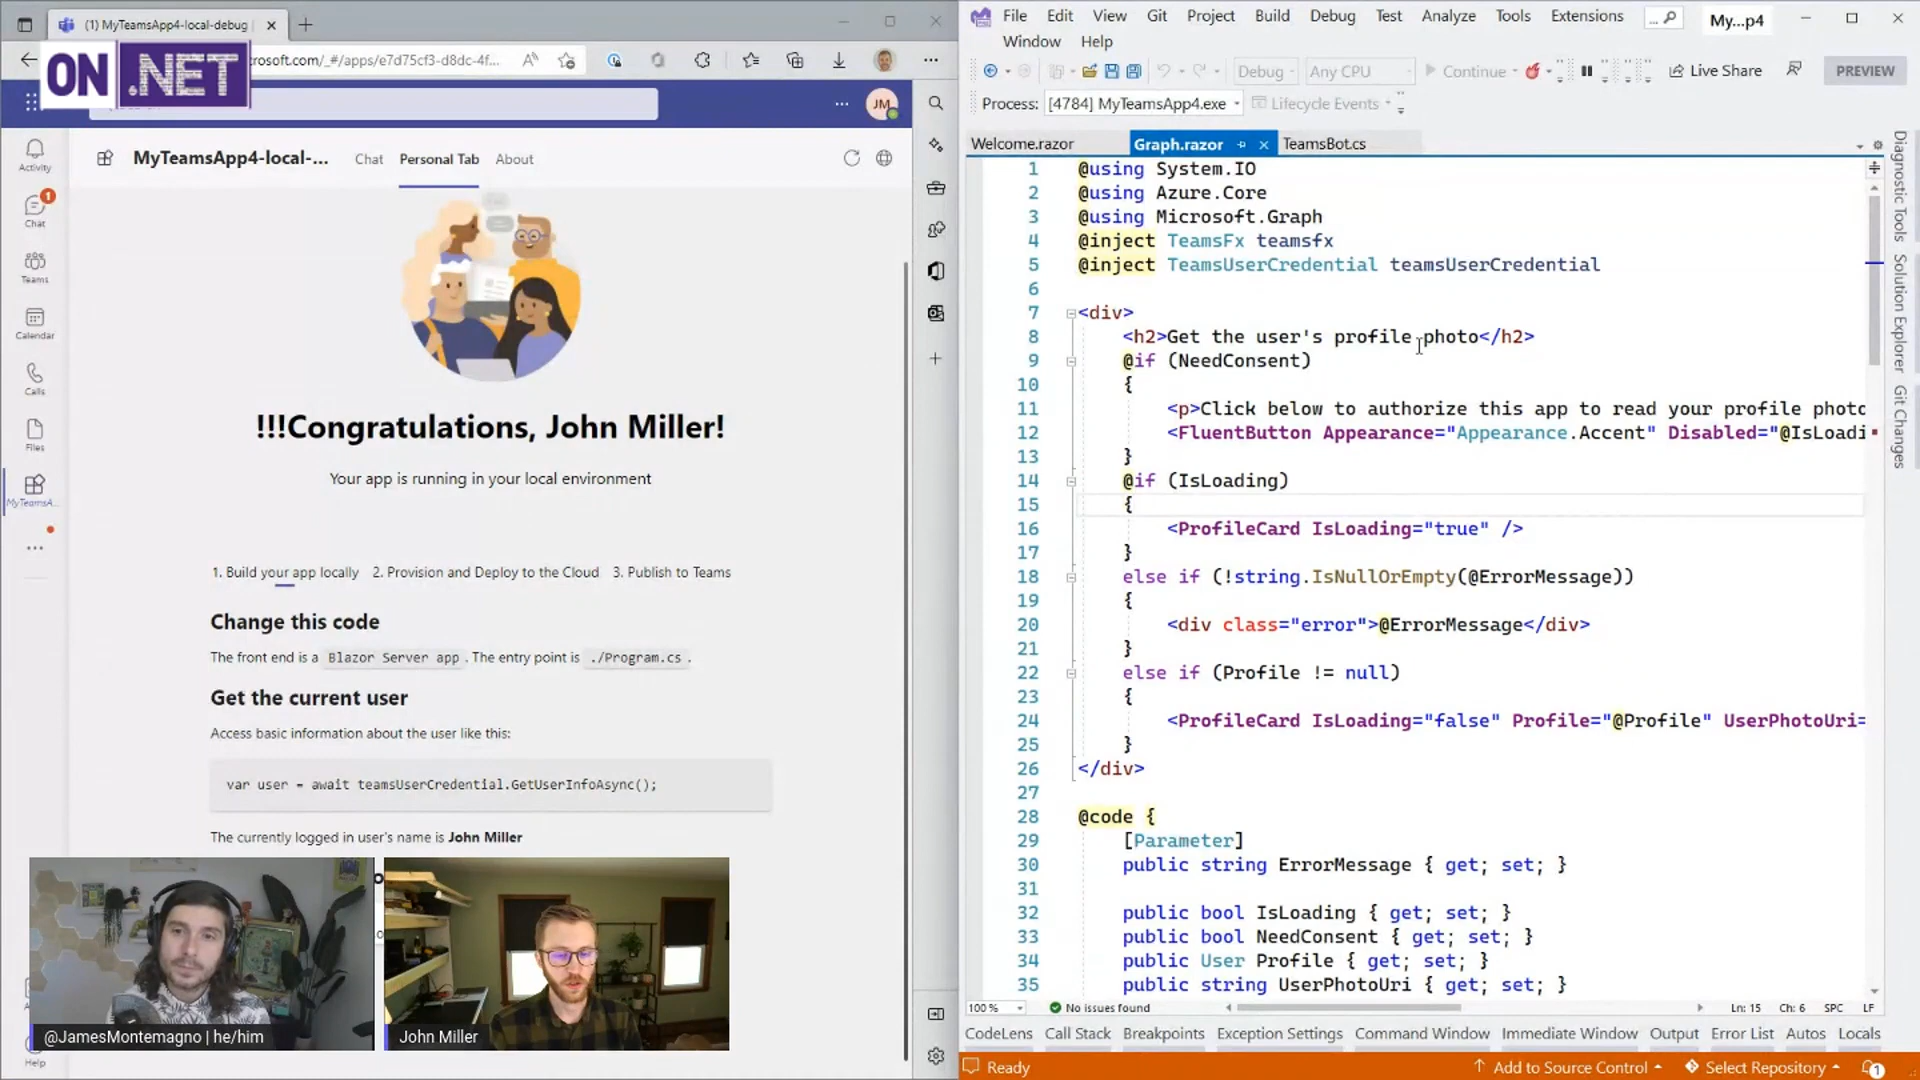 (1) MyTeamsApp4-local-debug |
rosoft.com/_#/apps/e7d75cf3-d8dc-4f...
ON .NET
JM
Activity
1
Chat
Teams
Calendar
Calls
Files
MyTeamsA...
Help
MyTeamsApp4-local-...
Chat
Personal Tab
About
!!!Congratulations, John Miller!
Your app is running in your local environment
1. Build your app locally 2. Provision and Deploy to the Cloud 3. Publish to Teams
Change this code
The front end is a Blazor Server app . The entry point is ./Program.cs .
Get the current user
Access basic information about the user like this:
var user = await teamsUserCredential.GetUserInfoAsync();
The currently logged in user's name is John Miller
@JamesMontemagno | he/him
John Miller
File Edit View Git Project Build Debug Test Analyze Tools Extensions
... My...p4
Window Help
Debug Any CPU Continue Live Share PREVIEW
Process: [4784] MyTeamsApp4.exe Lifecycle Events
Welcome.razor Graph.razor TeamsBot.cs
1 @using System.IO
2 @using Azure.Core
3 @using Microsoft.Graph
4 @inject TeamsFx teamsfx
5 @inject TeamsUserCredential teamsUserCredential
6
7 <div>
8 <h2>Get the user's profile photo</h2>
9 @if (NeedConsent)
10 {
11 <p>Click below to authorize this app to read your profile photo
12 <FluentButton Appearance="Appearance.Accent" Disabled="@IsLoadi
13 }
14 @if (IsLoading)
15 {
16 <ProfileCard IsLoading="true" />
17 }
18 else if (!string.IsNullOrEmpty(@ErrorMessage))
19 {
20 <div class="error">@ErrorMessage</div>
21 }
22 else if (Profile != null)
23 {
24 <ProfileCard IsLoading="false" Profile="@Profile" UserPhotoUri=
25 }
26 </div>
27
28 @code {
29 [Parameter]
30 public string ErrorMessage { get; set; }
31
32 public bool IsLoading { get; set; }
33 public bool NeedConsent { get; set; }
34 public User Profile { get; set; }
35 public string UserPhotoUri { get; set; }
Diagnostic Tools
Solution Explorer
Git Changes
100 % No issues found Ln: 15 Ch: 6 SPC LF
CodeLens Call Stack Breakpoints Exception Settings Command Window Immediate Window Output Error List Autos Locals
Ready Add to Source Control Select Repository 1